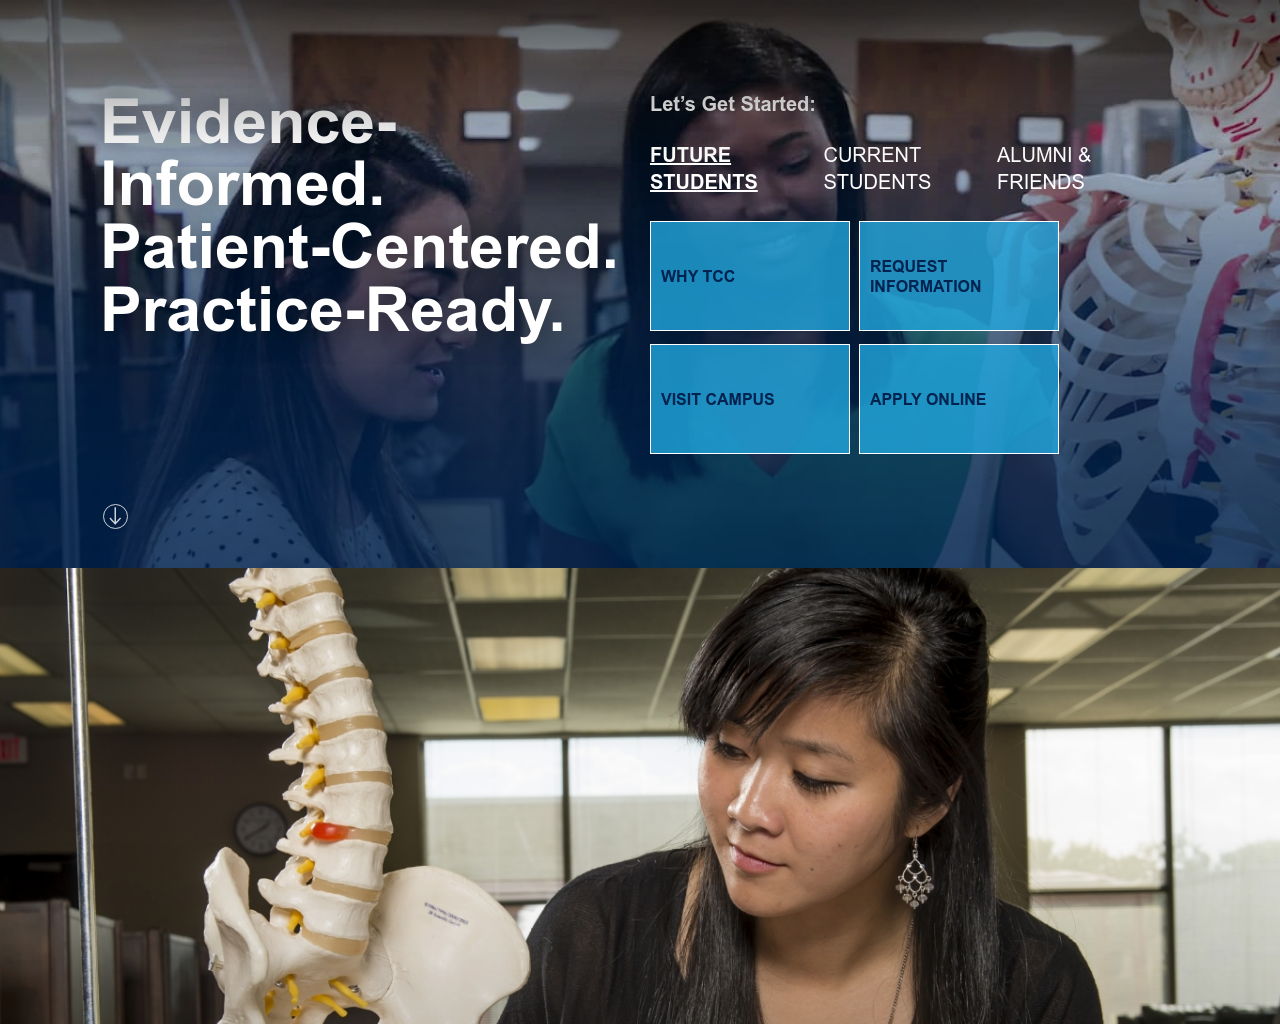 Evidence-
Informed.
Patient-Centered.
Practice-Ready.
Let’s Get Started:
FUTURE
STUDENTS
CURRENT
STUDENTS
ALUMNI &
FRIENDS
WHY TCC
REQUEST
INFORMATION
VISIT CAMPUS
APPLY ONLINE